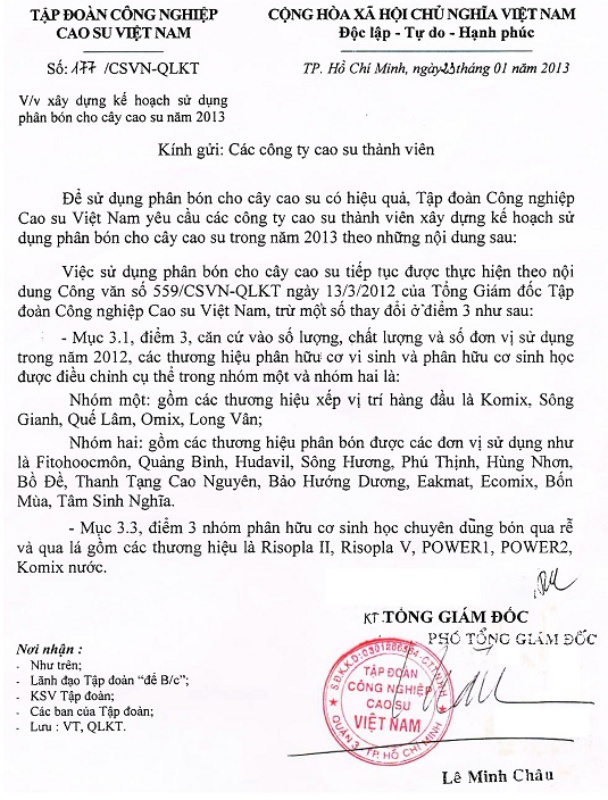 TẬP ĐOÀN CÔNG NGHIỆP
CAO SU VIỆT NAM
CỘNG HÒA XÃ HỘI CHỦ NGHĨA VIỆT NAM
Độc lập - Tự do - Hạnh phúc
Số: 177 /CSVN-QLKT
TP. Hồ Chí Minh, ngày 23 tháng 01 năm 2013
V/v xây dựng kế hoạch sử dụng
phân bón cho cây cao su năm 2013
Kính gửi: Các công ty cao su thành viên
Để sử dụng phân bón cho cây cao su có hiệu quả, Tập đoàn Công nghiệp
Cao su Việt Nam yêu cầu các công ty cao su thành viên xây dựng kế hoạch sử
dụng phân bón cho cây cao su trong năm 2013 theo những nội dung sau:
Việc sử dụng phân bón cho cây cao su tiếp tục được thực hiện theo nội
dung Công văn số 559/CSVN-QLKT ngày 13/3/2012 của Tổng Giám đốc Tập
đoàn Công nghiệp Cao su Việt Nam, trừ một số thay đổi ở điểm 3 như sau:
- Mục 3.1, điểm 3, căn cứ vào số lượng, chất lượng và số đơn vị sử dụng
trong năm 2012, các thương hiệu phân hữu cơ vi sinh và phân hữu cơ sinh học
được điều chỉnh cụ thể trong nhóm một và nhóm hai là:
Nhóm một: gồm các thương hiệu xếp vị trí hàng đầu là Komix, Sông
Gianh, Quế Lâm, Omix, Long Vân;
Nhóm hai: gồm các thương hiệu phân bón được các đơn vị sử dụng như
là Fitohoocmôn, Quảng Bình, Hudavil, Sông Hương, Phú Thịnh, Hùng Nhơn,
Bồ Đề, Thanh Tạng Cao Nguyên, Bảo Hướng Dương, Eakmat, Ecomix, Bốn
Mùa, Tâm Sinh Nghĩa.
- Mục 3.3, điểm 3 nhóm phân hữu cơ sinh học chuyên dùng bón qua rễ
và qua lá gồm các thương hiệu là Risopla II, Risopla V, POWER1, POWER2,
Komix nước.
KT.TỔNG GIÁM ĐỐC
PHÓ TỔNG GIÁM ĐỐC
Nơi nhận :
- Như trên;
- Lãnh đạo Tập đoàn “để B/c”;
- KSV Tập đoàn;
- Các ban của Tập đoàn;
- Lưu : VT, QLKT.
TẬP ĐOÀN
CÔNG NGHIỆP
CAO SU
VIỆT NAM
QUẬN 3 - TP. HỒ CHÍ MINH
Lê Minh Châu